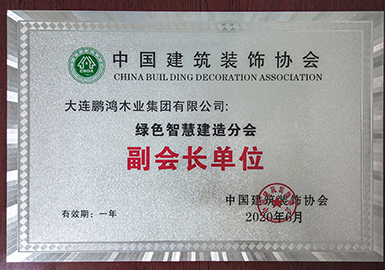 中国建筑装饰协会
CHINA BUILDING DECORATION ASSOCIATION
大连鹏鸿木业集团有限公司:
绿色智慧建造分会
副会长单位
中国建筑装饰协会
有效期:一年
2020年6月